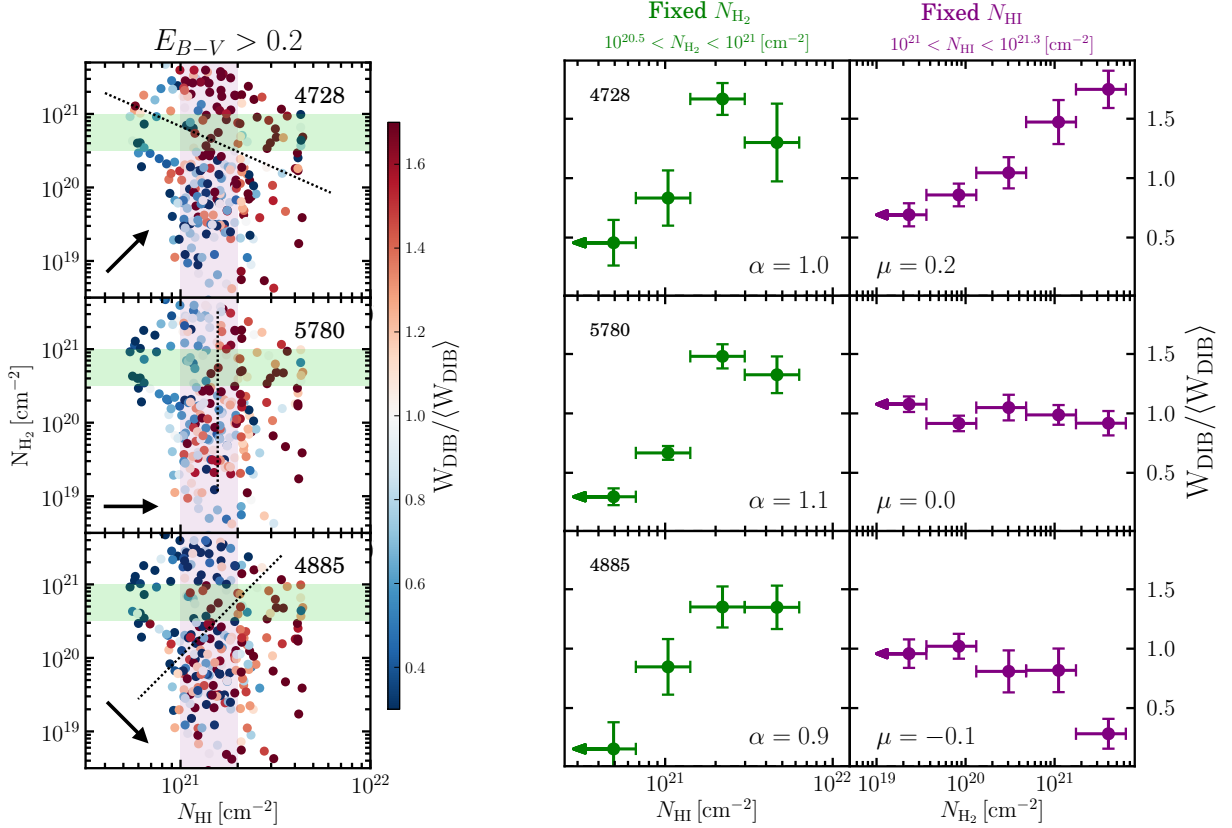 E_{B−V} > 0.2
Fixed N_{H_2}
10^{20.5} < N_{H_2} < 10^{21} [cm^{−2}]
Fixed N_{HI}
10^{21} < N_{HI} < 10^{21.3} [cm^{−2}]
4728
10^{21}
10^{20}
10^{19}
5780
10^{21}
10^{20}
10^{19}
4885
10^{21}
10^{20}
10^{19}
N_{H_2} [cm^{−2}]
10^{21} 10^{22}
N_{HI} [cm^{−2}]
1.6
1.4
1.2
1.0
0.8
0.6
0.4
W_{DIB}/⟨W_{DIB}⟩
4728
α = 1.0
μ = 0.2
1.5
1.0
0.5
5780
α = 1.1
μ = 0.0
1.5
1.0
0.5
4885
α = 0.9
μ = −0.1
1.5
1.0
0.5
W_{DIB}/⟨W_{DIB}⟩
10^{21} 10^{22}
N_{HI} [cm^{−2}]
10^{19} 10^{20} 10^{21}
N_{H_2} [cm^{−2}]